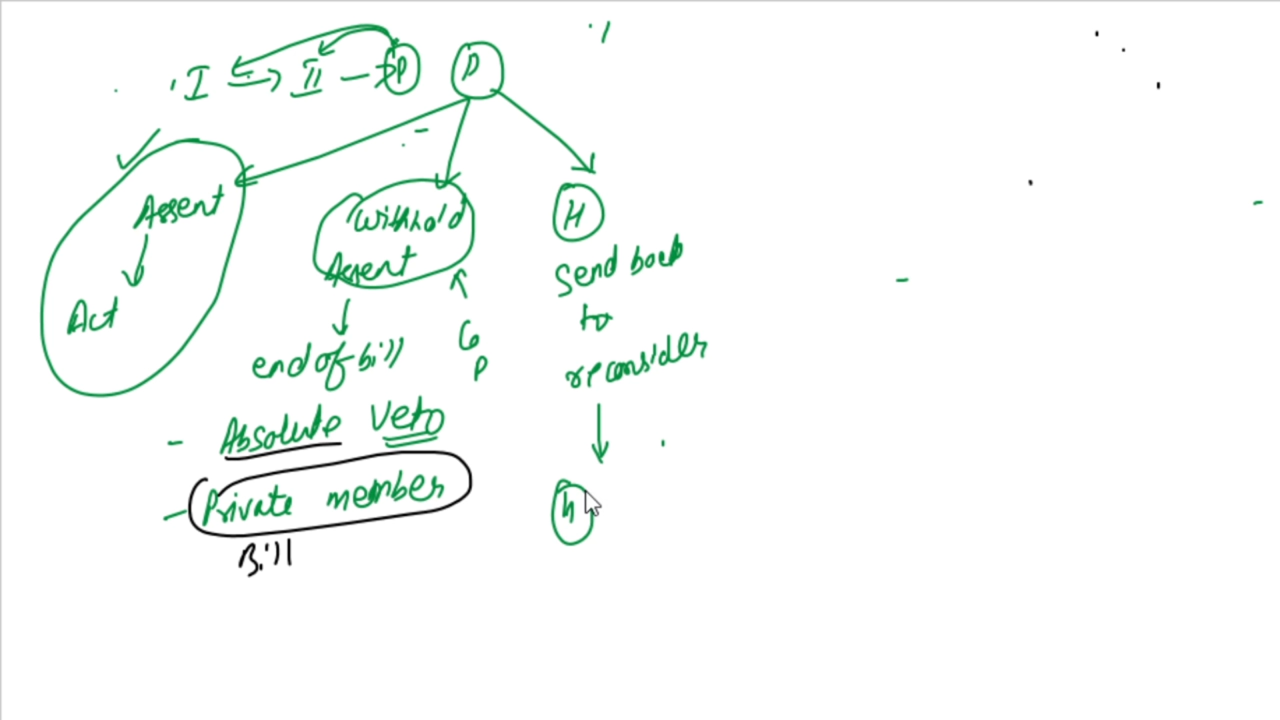 I ⇌ II → P P
Assent
↓
Act
Withhold
Assent
↓
end of bill
G
P
- Absolute Veto
- Private member
Bill
H
Send back
to
reconsider
↓
h